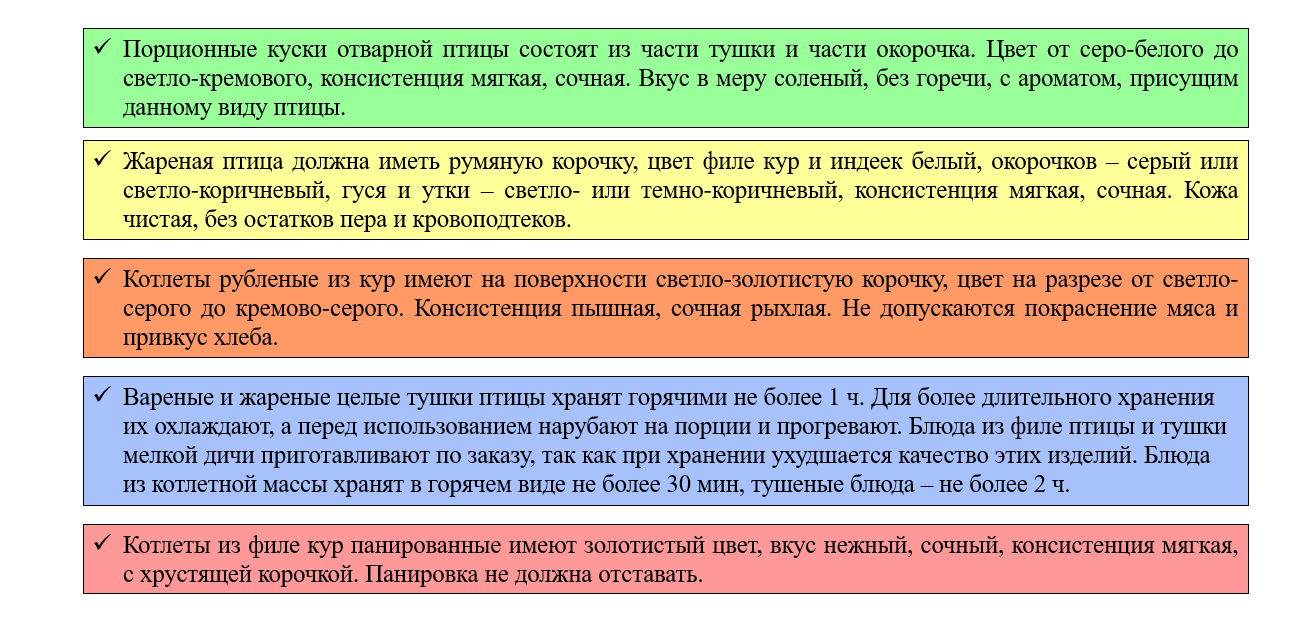 ✓ Порционные куски отварной птицы состоят из части тушки и части окорочка. Цвет от серо-белого до
светло-кремового, консистенция мягкая, сочная. Вкус в меру соленый, без горечи, с ароматом, присущим
данному виду птицы.
✓ Жареная птица должна иметь румяную корочку, цвет филе кур и индеек белый, окорочков – серый или
светло-коричневый, гуся и утки – светло- или темно-коричневый, консистенция мягкая, сочная. Кожа
чистая, без остатков пера и кровоподтеков.
✓ Котлеты рубленые из кур имеют на поверхности светло-золотистую корочку, цвет на разрезе от светло-
серого до кремово-серого. Консистенция пышная, сочная рыхлая. Не допускаются покраснение мяса и
привкус хлеба.
✓ Вареные и жареные целые тушки птицы хранят горячими не более 1 ч. Для более длительного хранения
их охлаждают, а перед использованием нарубают на порции и прогревают. Блюда из филе птицы и тушки
мелкой дичи приготавливают по заказу, так как при хранении ухудшается качество этих изделий. Блюда
из котлетной массы хранят в горячем виде не более 30 мин, тушеные блюда – не более 2 ч.
✓ Котлеты из филе кур панированные имеют золотистый цвет, вкус нежный, сочный, консистенция мягкая,
с хрустящей корочкой. Панировка не должна отставать.